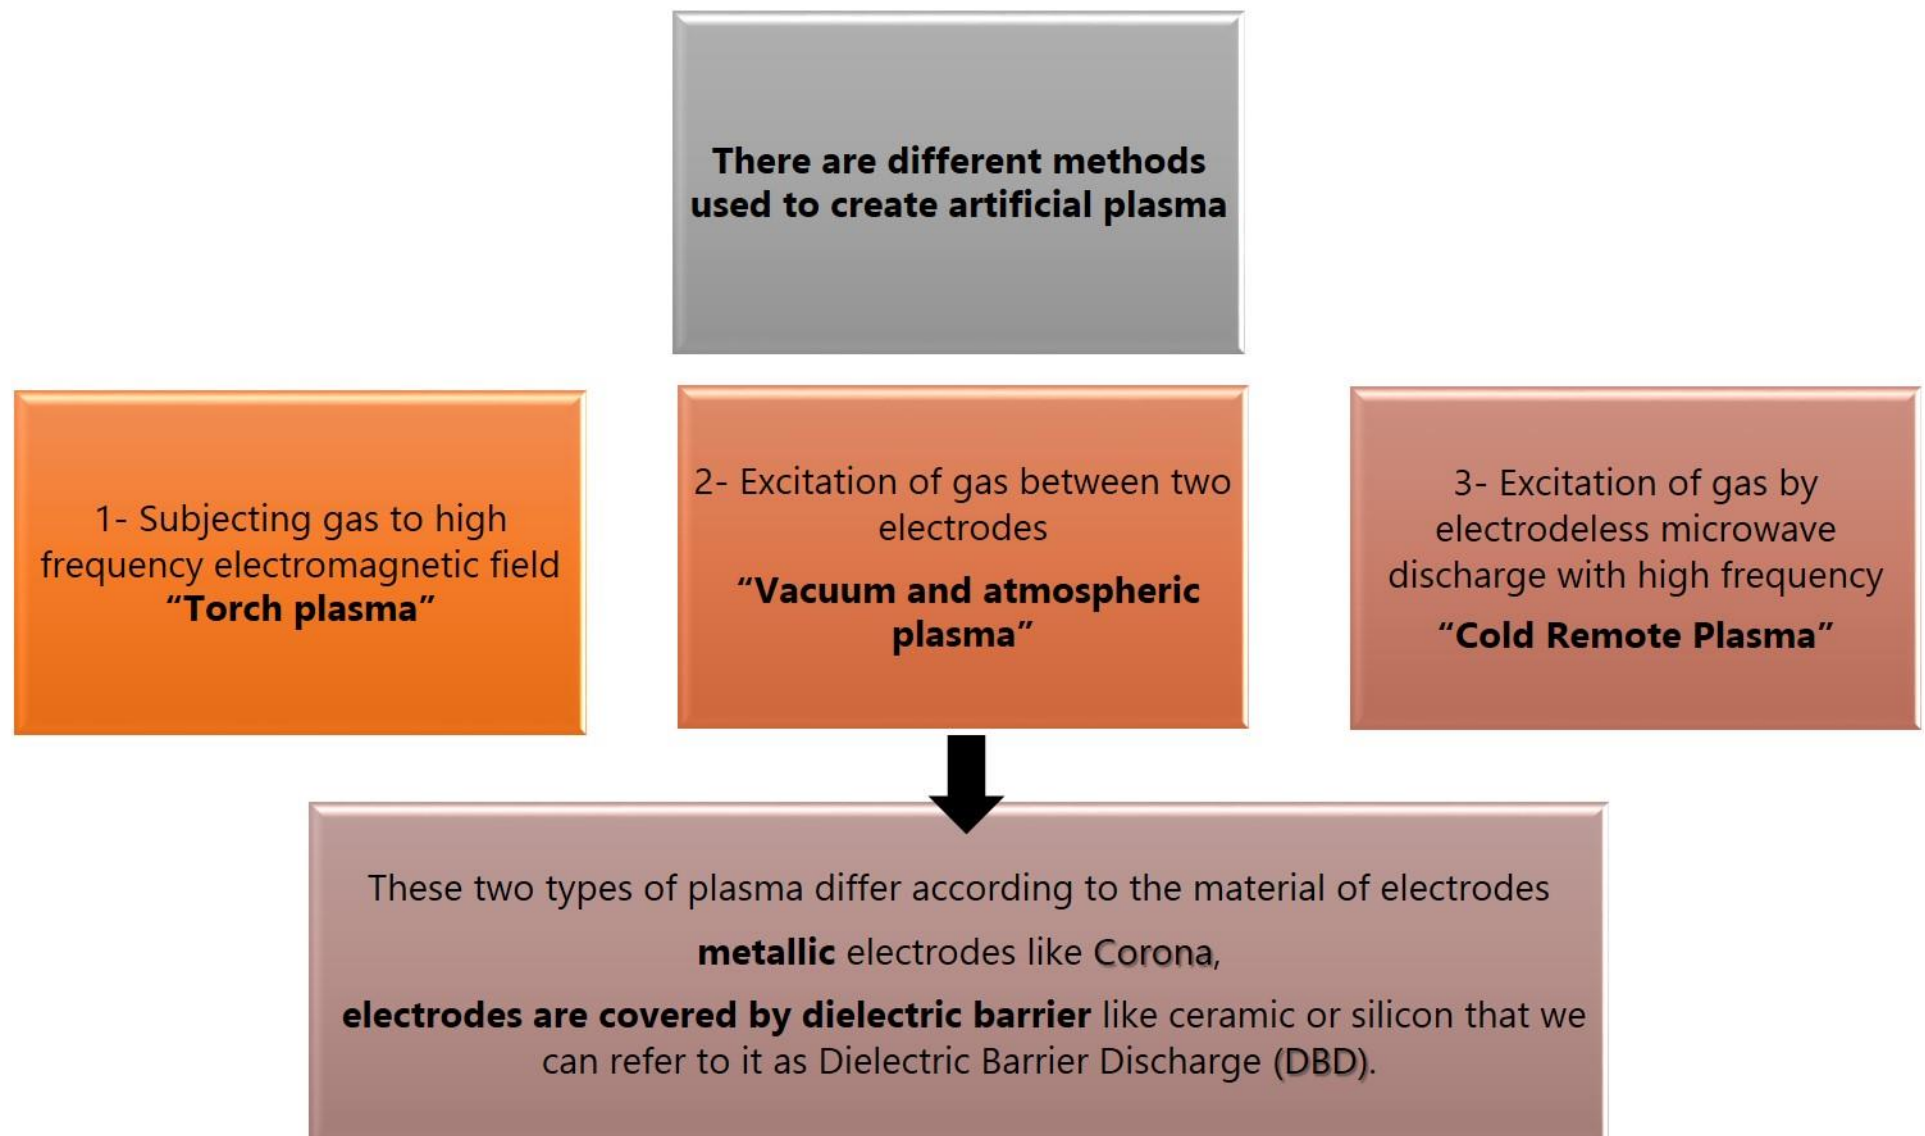 There are different methods
used to create artificial plasma
1- Subjecting gas to high
frequency electromagnetic field
“Torch plasma”
2- Excitation of gas between two
electrodes
“Vacuum and atmospheric
plasma”
3- Excitation of gas by
electrodeless microwave
discharge with high frequency
“Cold Remote Plasma”
These two types of plasma differ according to the material of electrodes
metallic electrodes like Corona,
electrodes are covered by dielectric barrier like ceramic or silicon that we
can refer to it as Dielectric Barrier Discharge (DBD).